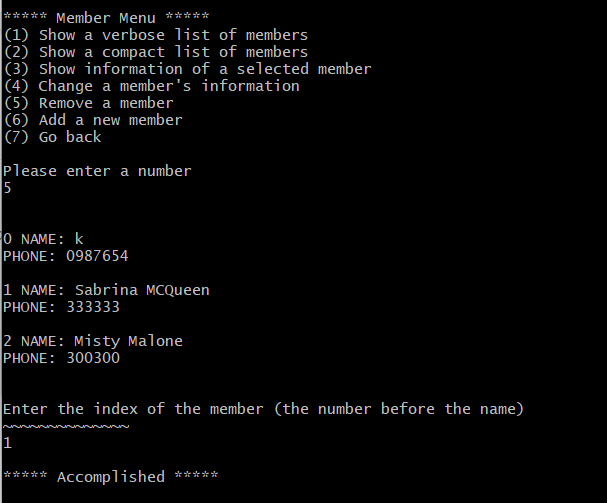 ***** Member Menu *****
(1) Show a verbose list of members
(2) Show a compact list of members
(3) Show information of a selected member
(4) Change a member's information
(5) Remove a member
(6) Add a new member
(7) Go back
Please enter a number
5
0 NAME: k
PHONE: 0987654
1 NAME: Sabrina MCQueen
PHONE: 333333
2 NAME: Misty Malone
PHONE: 300300
Enter the index of the member (the number before the name)
~~~~~~~~~~~~~~
1
***** Accomplished *****